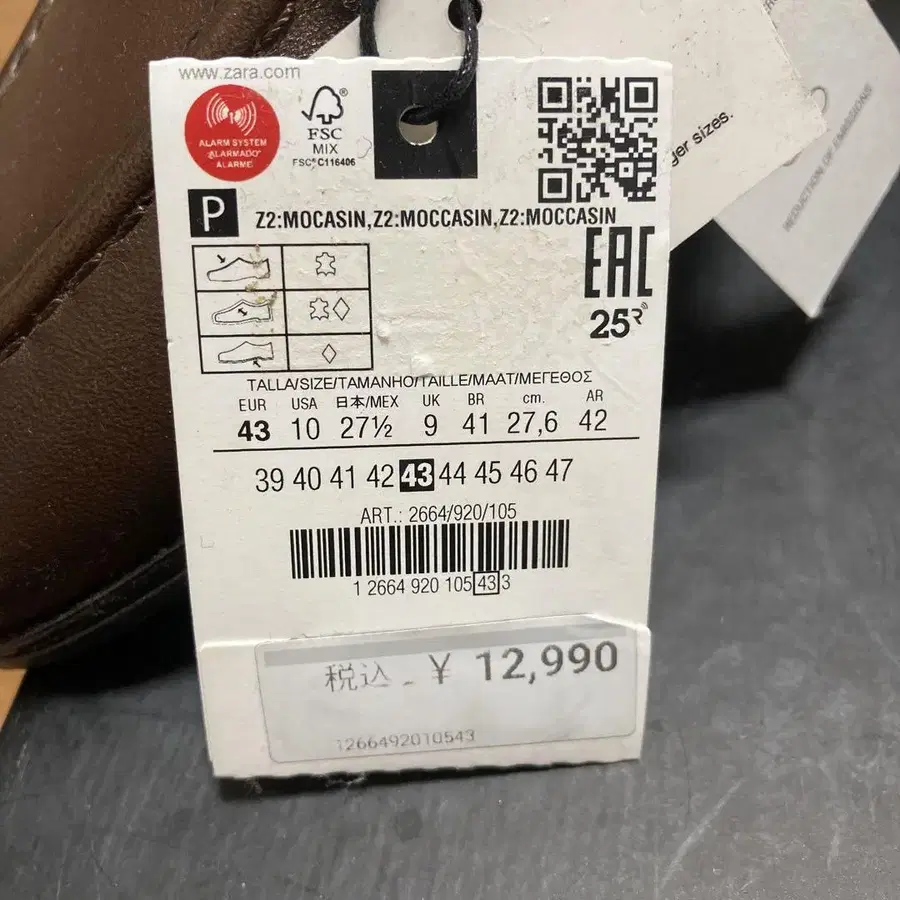 www.zara.com
ALARM SYSTEM
"ALARMADO"
ALARME
FSC®
MIX
FSC® C116406
P
Z2:MOCASIN,Z2:MOCCASIN,Z2:MOCCASIN
EAC
25
TALLA/SIZE/TAMANHO/TAILLE/MAAT/ΜΕΓΕΘΟΣ
EUR USA 日本/MEX UK BR cm. AR
43 10 27½ 9 41 27,6 42
39 40 41 42 43 44 45 46 47
ART.: 2664/920/105
1 2664 920 105 43 3
税込 - ¥ 12,990
1266492010543
sizes.
REDUCTION OF EMISSIONS